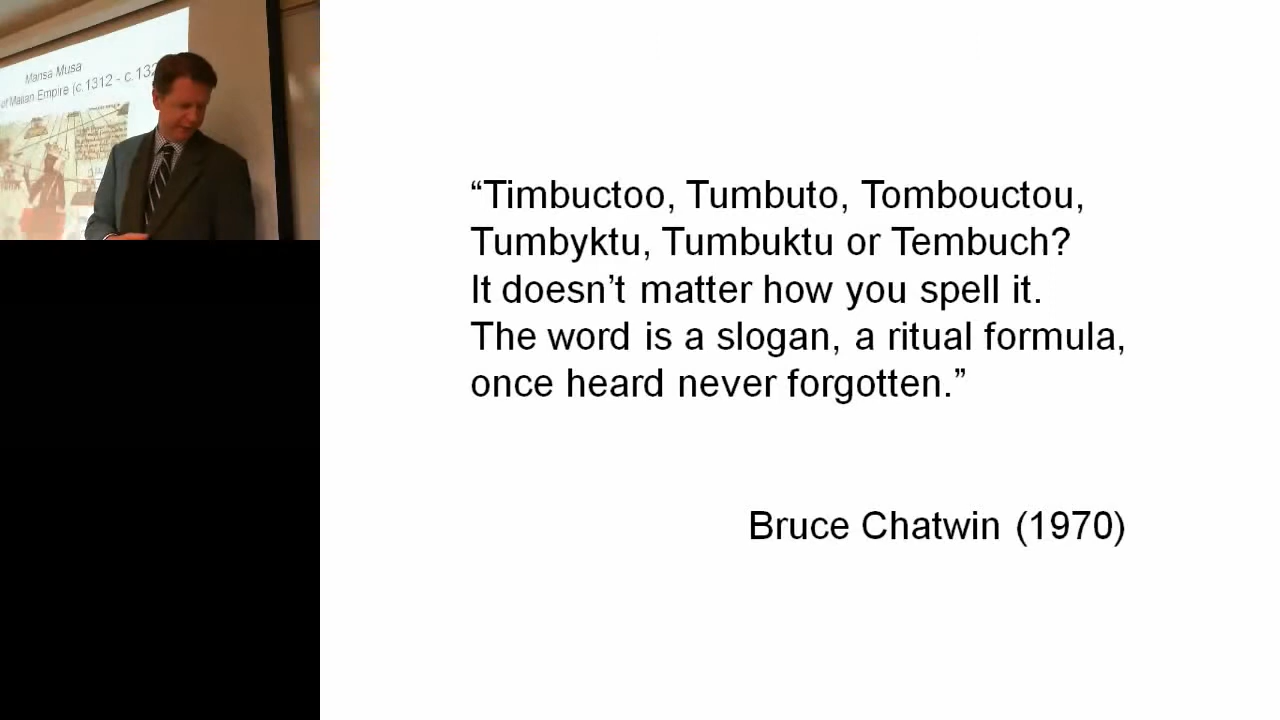 Mansa Musa
of Malian Empire (c.1312 - c.132
“Timbuctoo, Tumbuto, Tombouctou,
Tumbyktu, Tumbuktu or Tembuch?
It doesn’t matter how you spell it.
The word is a slogan, a ritual formula,
once heard never forgotten.”
Bruce Chatwin (1970)